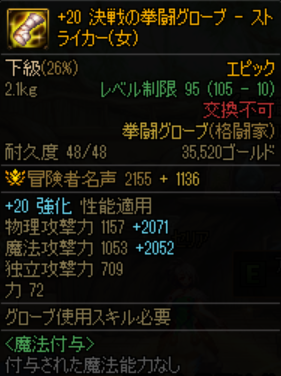 +20 決戦の拳闘グローブ - スト
ライカー(女)
下級(26%) エピック
2.1kg レベル制限 95 (105 - 10)
交換不可
拳闘グローブ(格闘家)
耐久度 48/48 35,520ゴールド
冒険者名声 2155 + 1136
+20 強化 性能適用
物理攻撃力 1157 +2071
魔法攻撃力 1053 +2052
独立攻撃力 709
力 72
グローブ使用スキル必要
<魔法付与>
付与された魔法能力なし